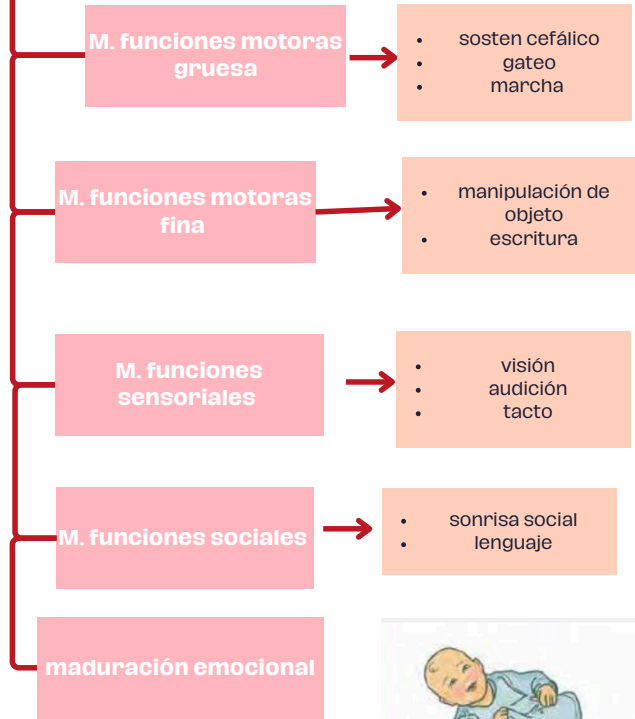 M. funciones motoras
gruesa
• sosten cefálico
• gateo
• marcha
M. funciones motoras
fina
• manipulación de
objeto
• escritura
M. funciones
sensoriales
• visión
• audición
• tacto
M. funciones sociales
• sonrisa social
• lenguaje
maduración emocional